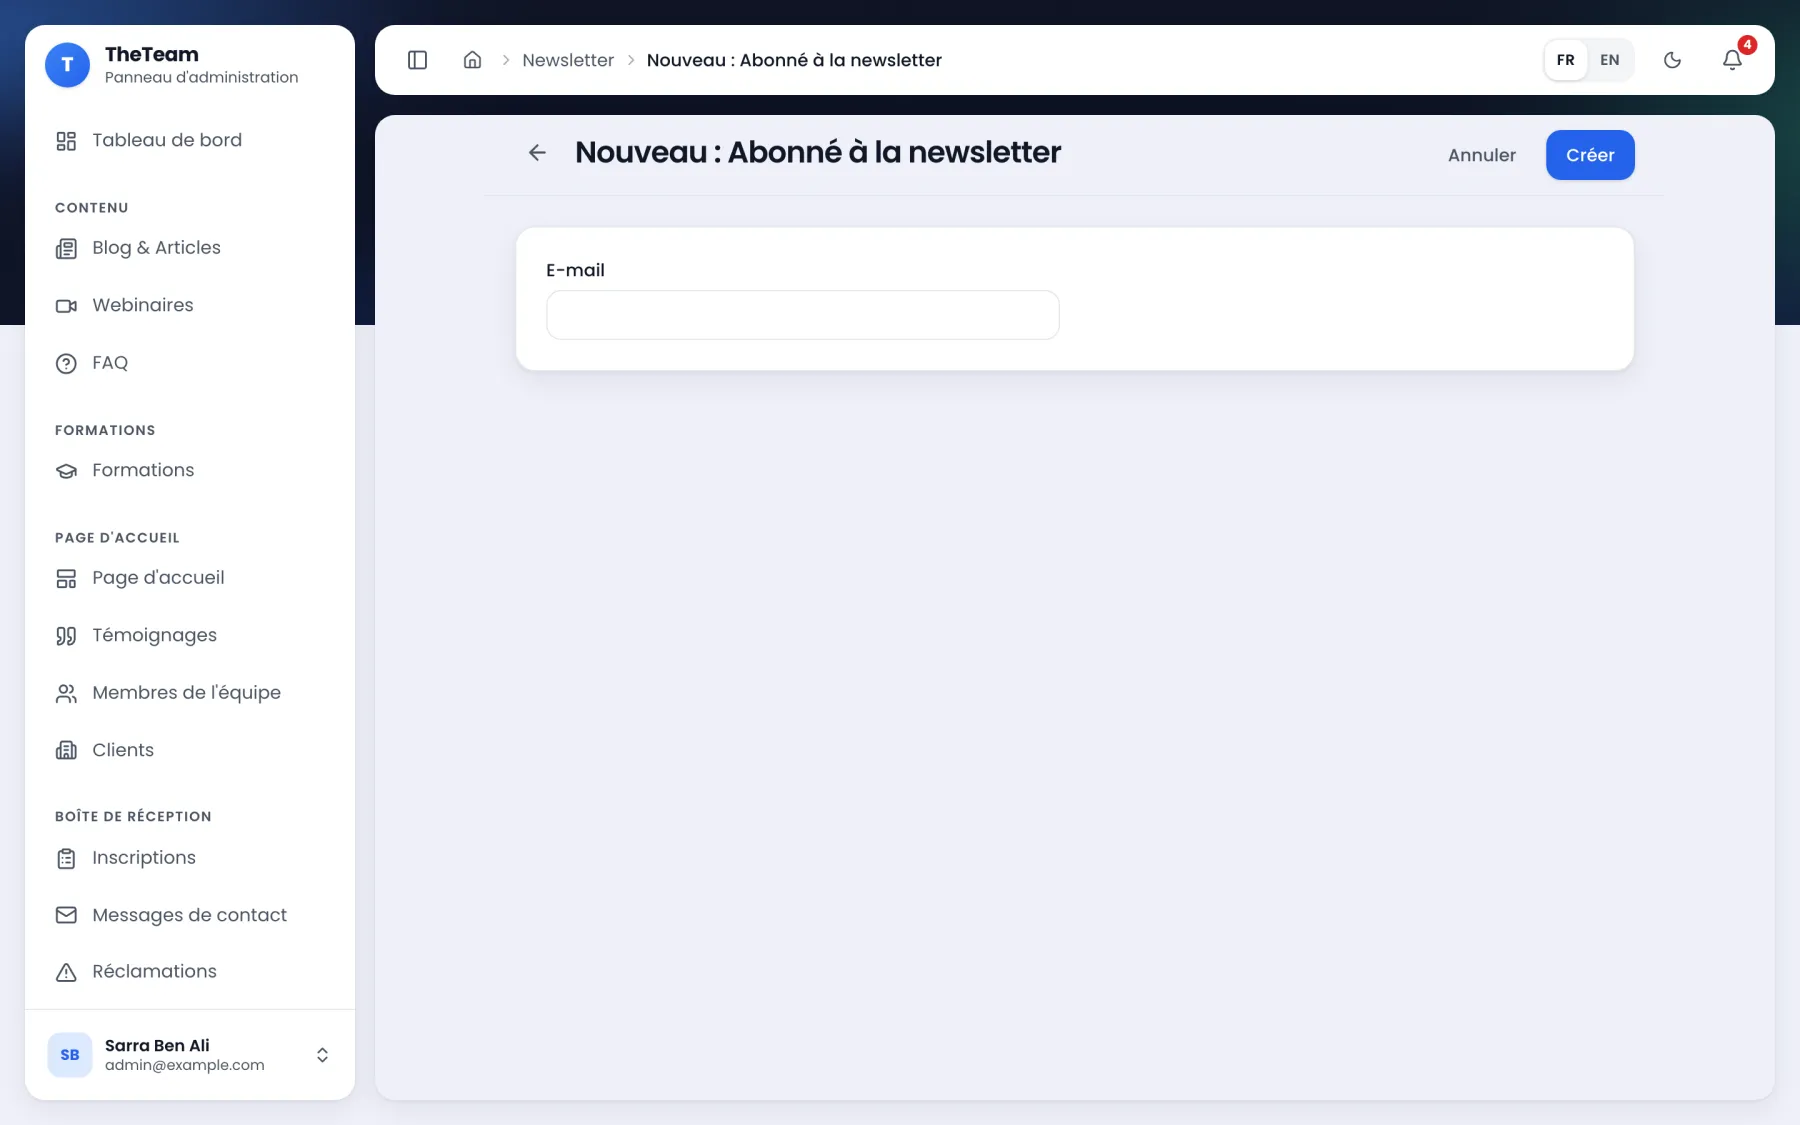 T
TheTeam
Panneau d'administration
Tableau de bord
CONTENU
Blog & Articles
Webinaires
FAQ
FORMATIONS
Formations
PAGE D'ACCUEIL
Page d'accueil
Témoignages
Membres de l'équipe
Clients
BOÎTE DE RÉCEPTION
Inscriptions
Messages de contact
Réclamations
SB
Sarra Ben Ali
admin@example.com
Newsletter
Nouveau : Abonné à la newsletter
FR
EN
4
Nouveau : Abonné à la newsletter
Annuler
Créer
E-mail